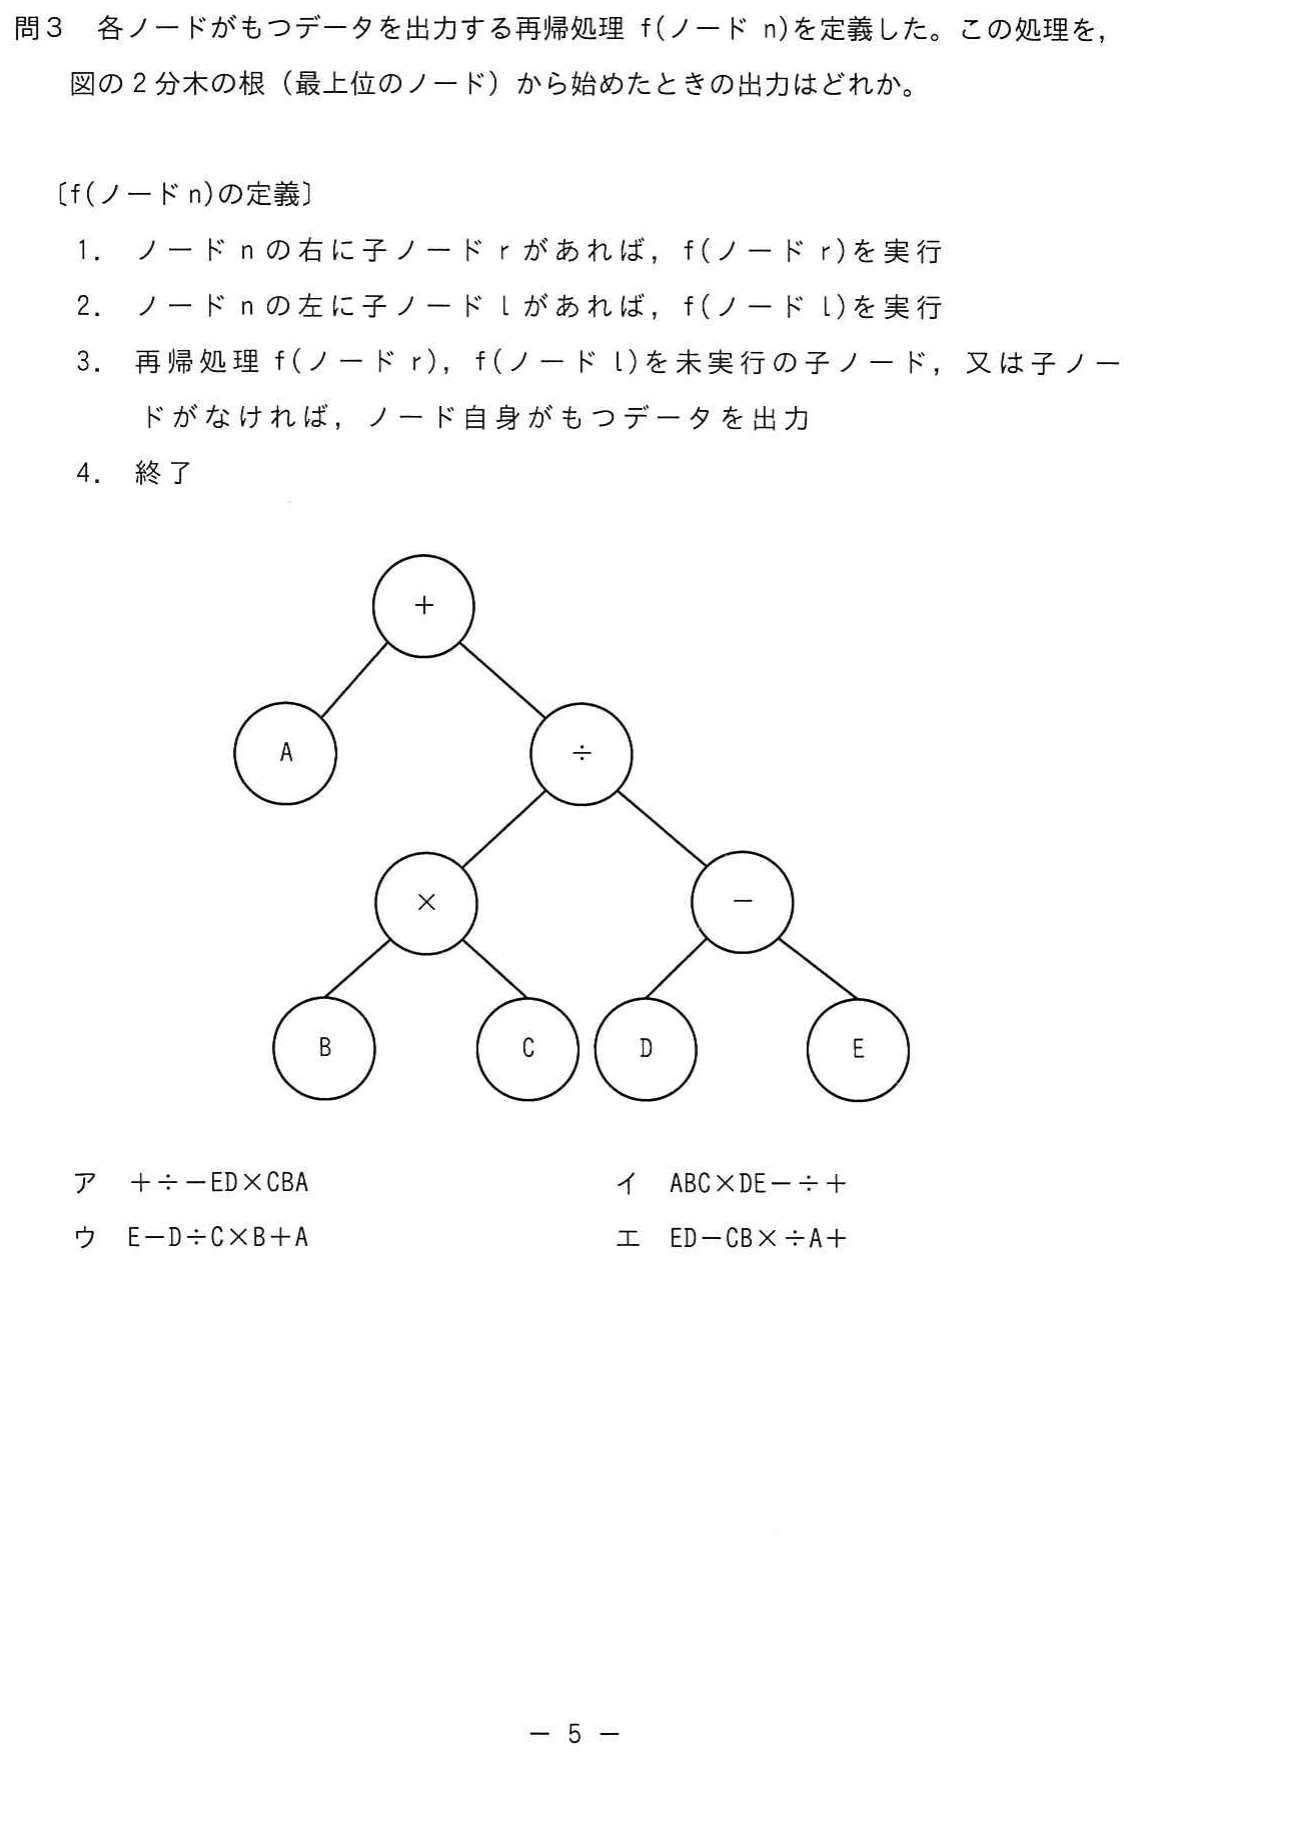 問３　各ノードがもつデータを出力する再帰処理 f(ノード n)を定義した。この処理を，
図の２分木の根（最上位のノード）から始めたときの出力はどれか。
〔f(ノード n)の定義〕
1.　ノード n の右に子ノード r があれば，f(ノード r)を実行
2.　ノード n の左に子ノード l があれば，f(ノード l)を実行
3.　再帰処理 f(ノード r)，f(ノード l)を未実行の子ノード，又は子ノー
ドがなければ，ノード自身がもつデータを出力
4.　終了
＋
A　÷
×　－
B　C　D　E
ア　＋÷－ED×CBA　イ　ABC×DE－÷＋
ウ　E－D÷C×B＋A　エ　ED－CB×÷A＋
－ 5 －